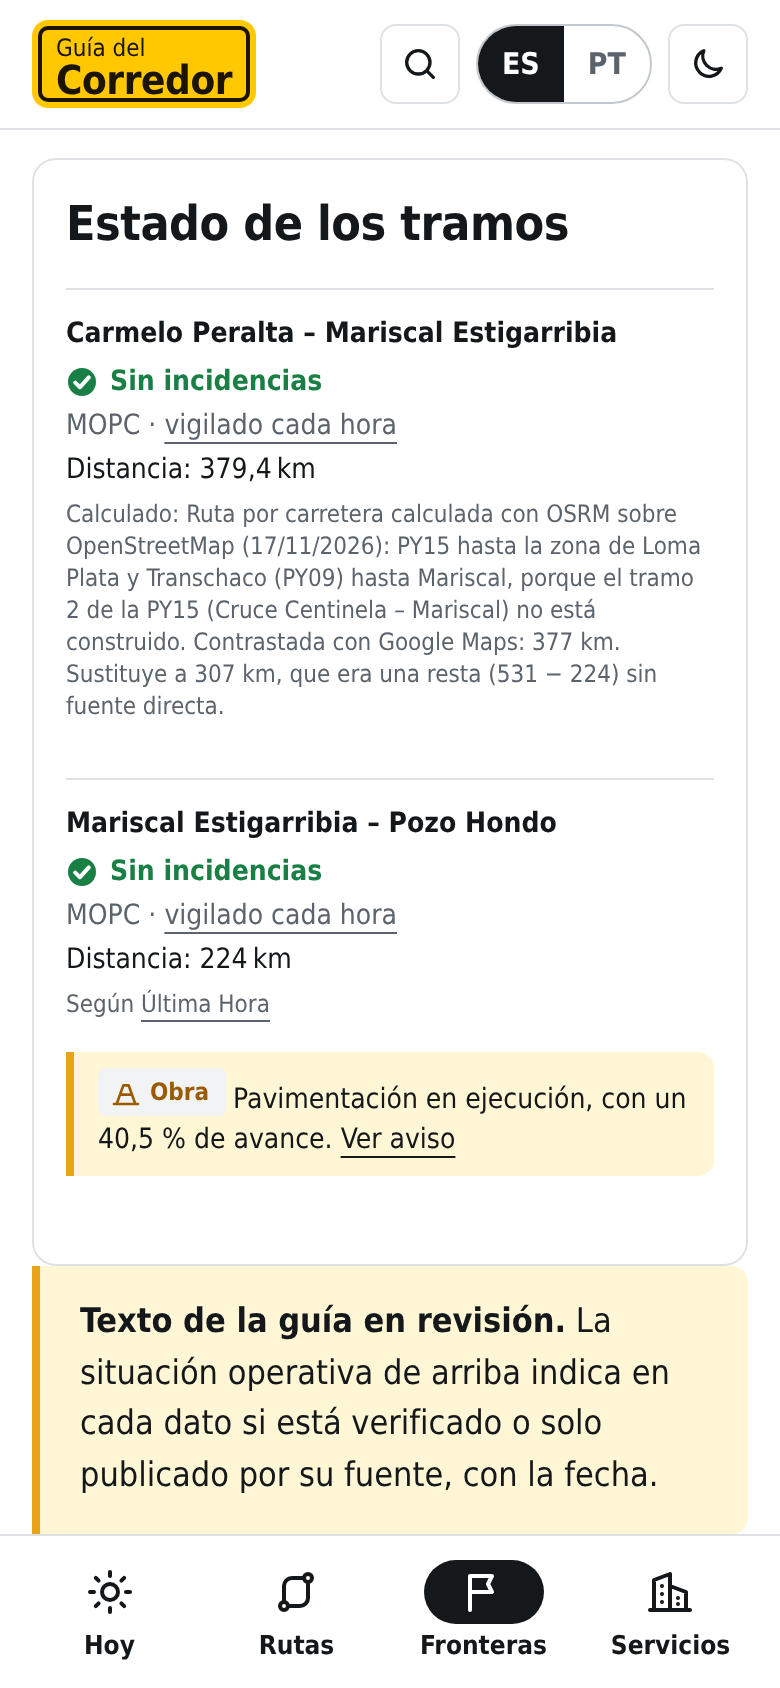 Guía del
Corredor
ES PT
Estado de los tramos
Carmelo Peralta – Mariscal Estigarribia
Sin incidencias
MOPC · vigilado cada hora
Distancia: 379,4 km
Calculado: Ruta por carretera calculada con OSRM sobre
OpenStreetMap (17/11/2026): PY15 hasta la zona de Loma
Plata y Transchaco (PY09) hasta Mariscal, porque el tramo
2 de la PY15 (Cruce Centinela – Mariscal) no está
construido. Contrastada con Google Maps: 377 km.
Sustituye a 307 km, que era una resta (531 − 224) sin
fuente directa.
Mariscal Estigarribia – Pozo Hondo
Sin incidencias
MOPC · vigilado cada hora
Distancia: 224 km
Según Última Hora
Obra Pavimentación en ejecución, con un
40,5 % de avance. Ver aviso
Texto de la guía en revisión. La
situación operativa de arriba indica en
cada dato si está verificado o solo
publicado por su fuente, con la fecha.
Hoy Rutas Fronteras Servicios